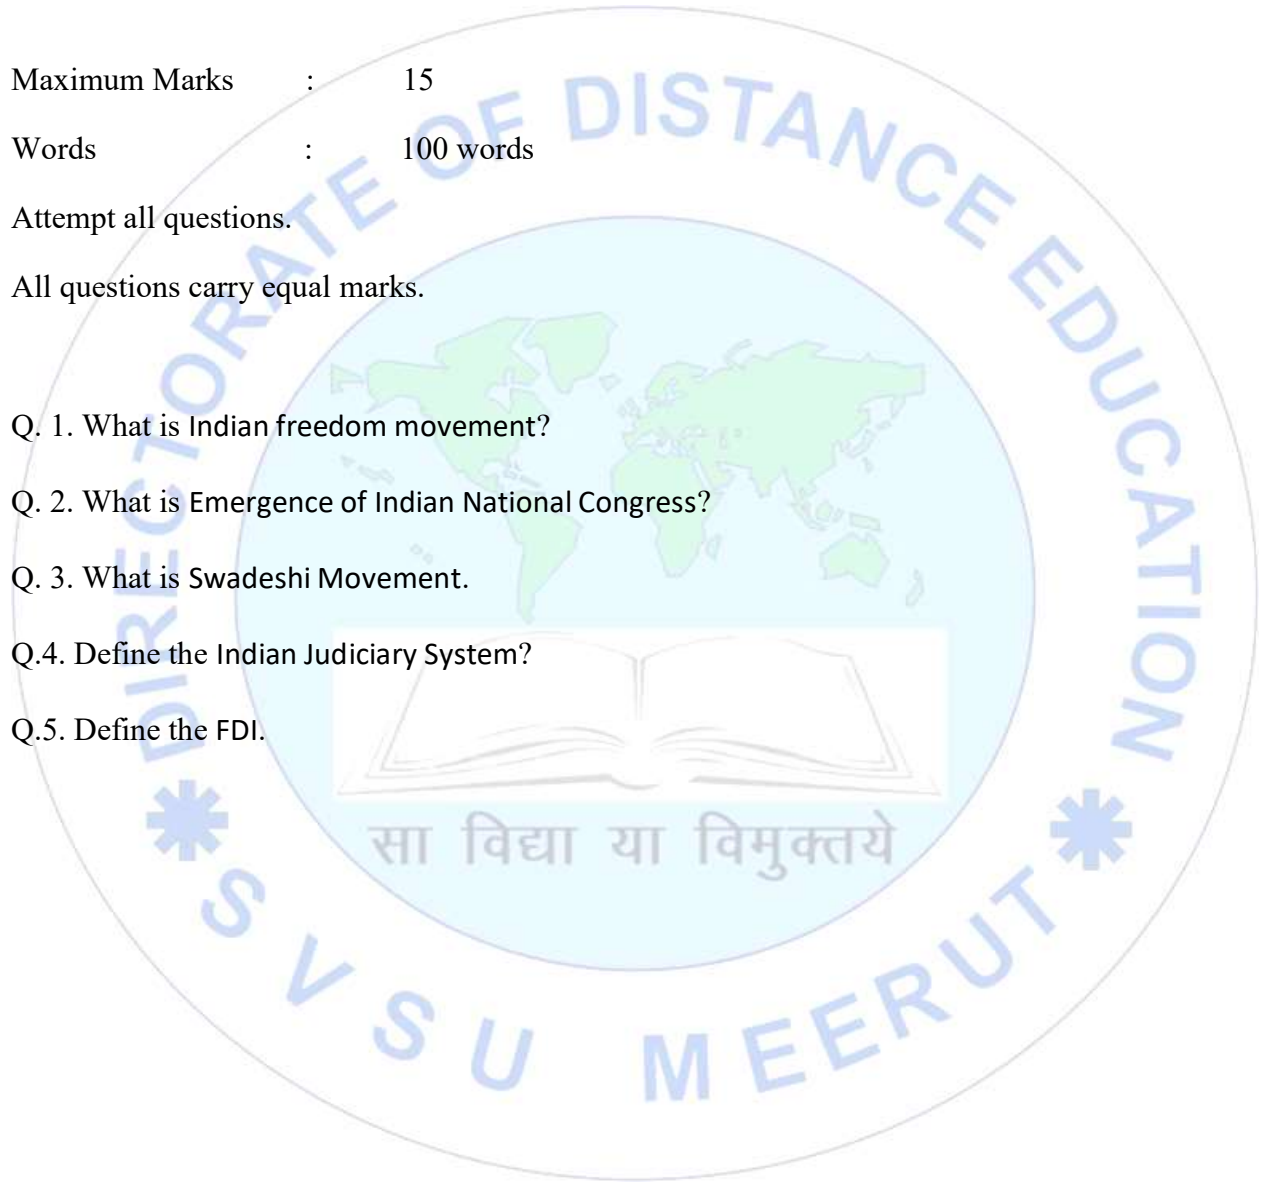 Maximum Marks : 15
Words : 100 words
Attempt all questions.
All questions carry equal marks.
Q. 1. What is Indian freedom movement?
Q. 2. What is Emergence of Indian National Congress?
Q. 3. What is Swadeshi Movement.
Q.4. Define the Indian Judiciary System?
Q.5. Define the FDI.
DIRECTORATE OF DISTANCE EDUCATION
सा विद्या या विमुक्तये
SVSU MEERUT